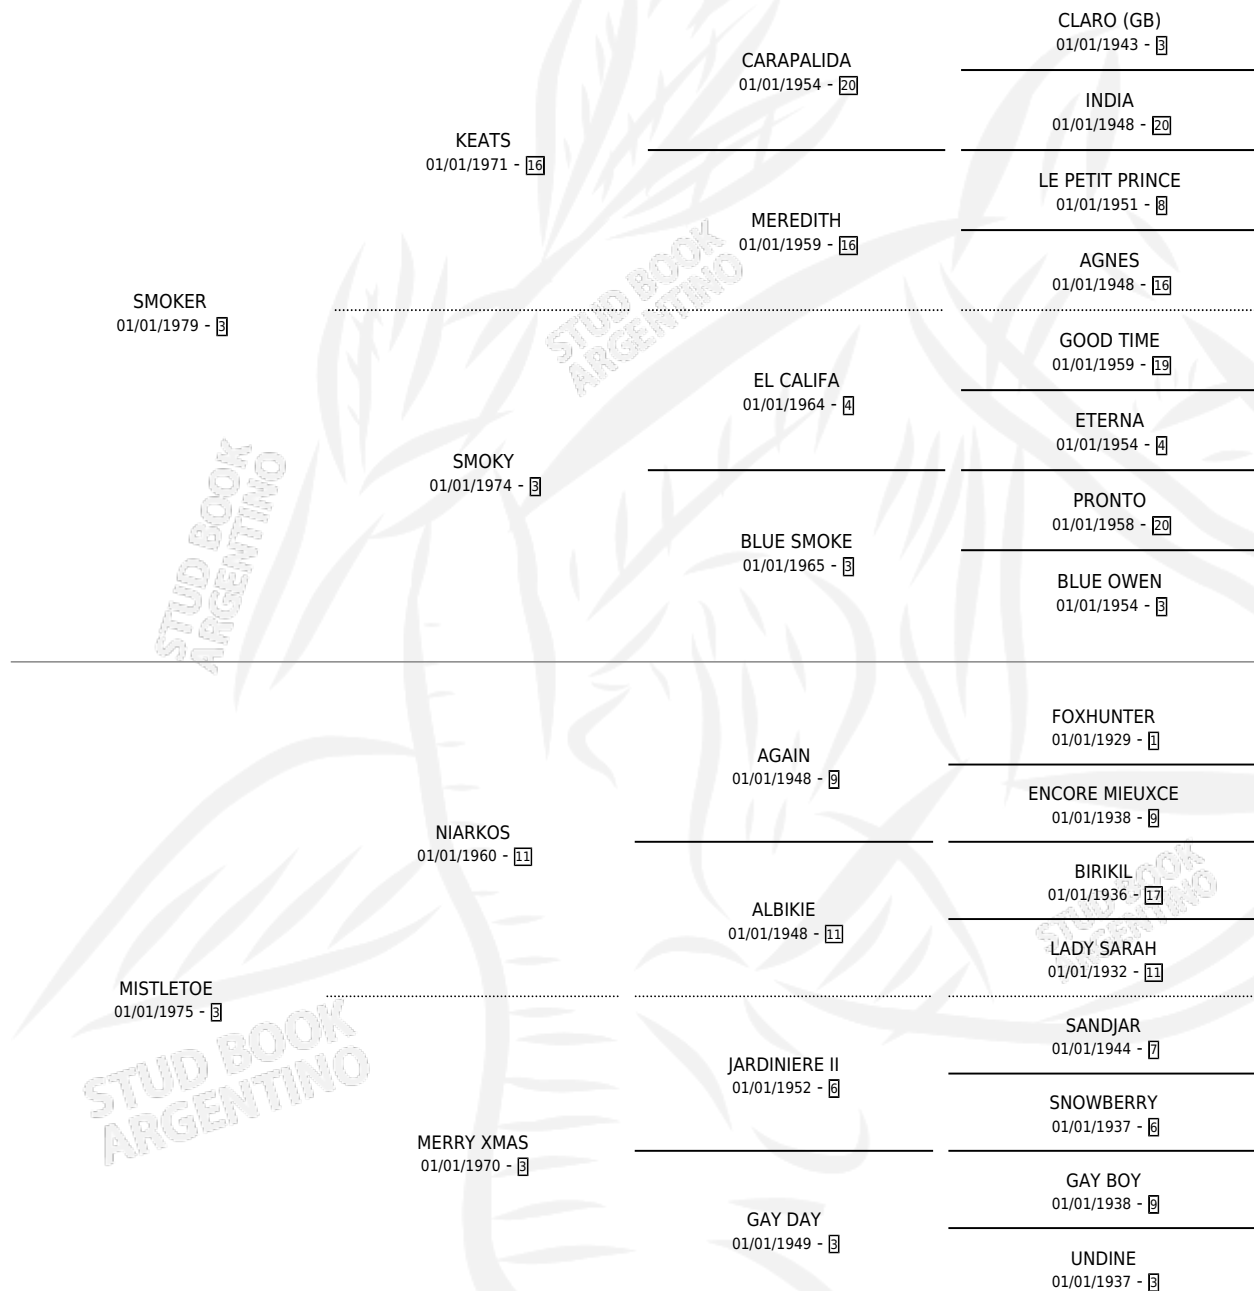 CLARO (GB)
01/01/1943 - 3
CARAPALIDA
01/01/1954 - 20
INDIA
01/01/1948 - 20
KEATS
01/01/1971 - 16
LE PETIT PRINCE
01/01/1951 - 8
MEREDITH
01/01/1959 - 16
AGNES
01/01/1948 - 16
SMOKER
01/01/1979 - 3
GOOD TIME
01/01/1959 - 19
EL CALIFA
01/01/1964 - 4
ETERNA
01/01/1954 - 4
SMOKY
01/01/1974 - 3
PRONTO
01/01/1958 - 20
BLUE SMOKE
01/01/1965 - 3
BLUE OWEN
01/01/1954 - 3
STUD BOOK
ARGENTINO
STUD BOOK
ARGENTINO
FOXHUNTER
01/01/1929 - 1
AGAIN
01/01/1948 - 9
ENCORE MIEUXCE
01/01/1938 - 9
NIARKOS
01/01/1960 - 11
BIRIKIL
01/01/1936 - 17
ALBIKIE
01/01/1948 - 11
LADY SARAH
01/01/1932 - 11
STUD BOOK
ARGENTINO
MISTLETOE
01/01/1975 - 3
SANDJAR
01/01/1944 - 7
JARDINIERE II
01/01/1952 - 6
SNOWBERRY
01/01/1937 - 6
MERRY XMAS
01/01/1970 - 3
GAY BOY
01/01/1938 - 9
GAY DAY
01/01/1949 - 3
UNDINE
01/01/1937 - 3
STUD BOOK
ARGENTINO